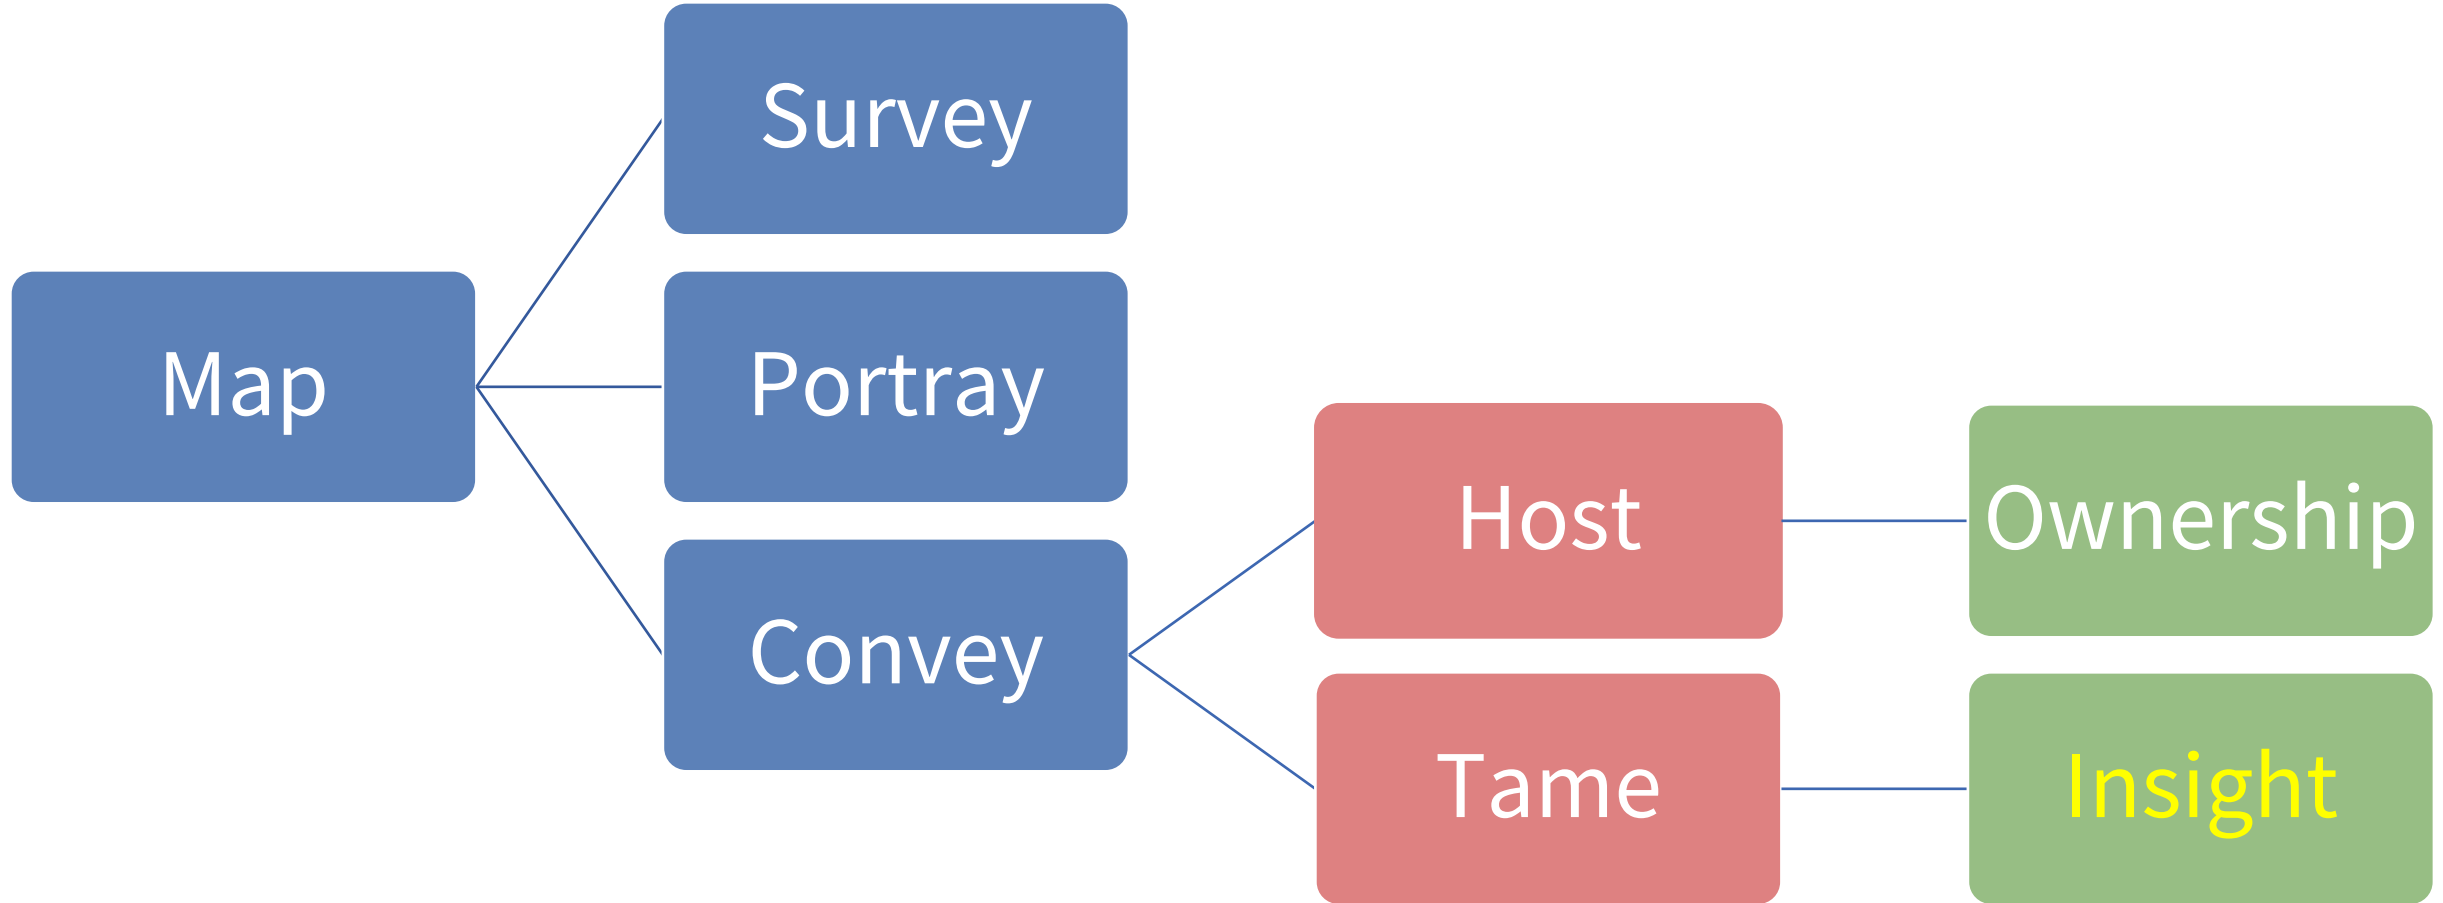 Survey
Map
Portray
Convey
Host
Ownership
Tame
Insight